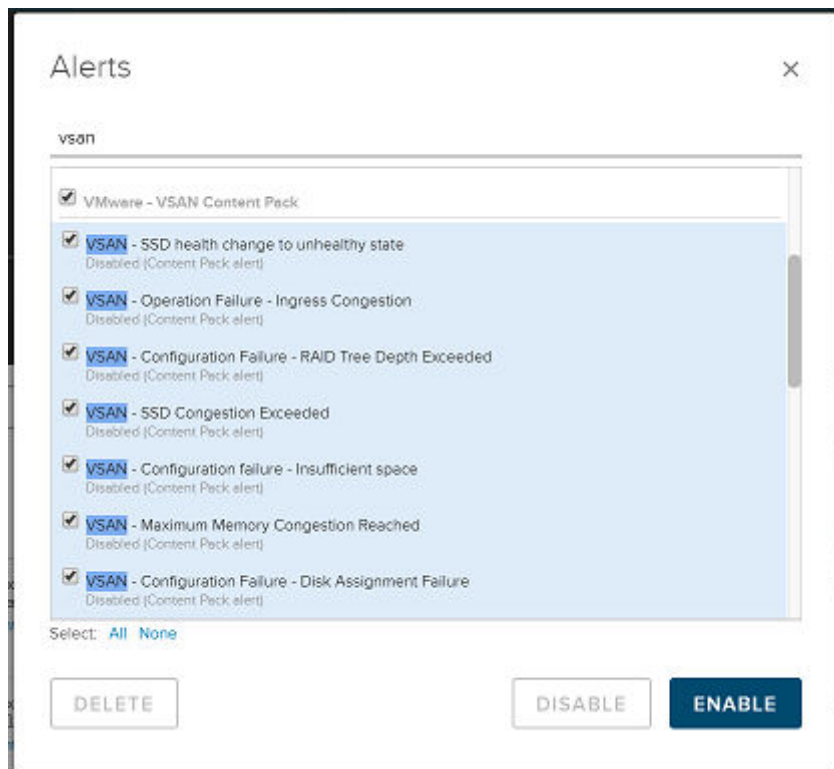 Alerts
vsan
VMware - VSAN Content Pack
VSAN - SSD health change to unhealthy state
Disabled (Content Pack alert)
VSAN - Operation Failure - Ingress Congestion
Disabled (Content Pack alert)
VSAN - Configuration Failure - RAID Tree Depth Exceeded
Disabled (Content Pack alert)
VSAN - SSD Congestion Exceeded
Disabled (Content Pack alert)
VSAN - Configuration failure - Insufficient space
Disabled (Content Pack alert)
VSAN - Maximum Memory Congestion Reached
Disabled (Content Pack alert)
VSAN - Configuration Failure - Disk Assignment Failure
Disabled (Content Pack alert)
Select: All None
DELETE DISABLE ENABLE